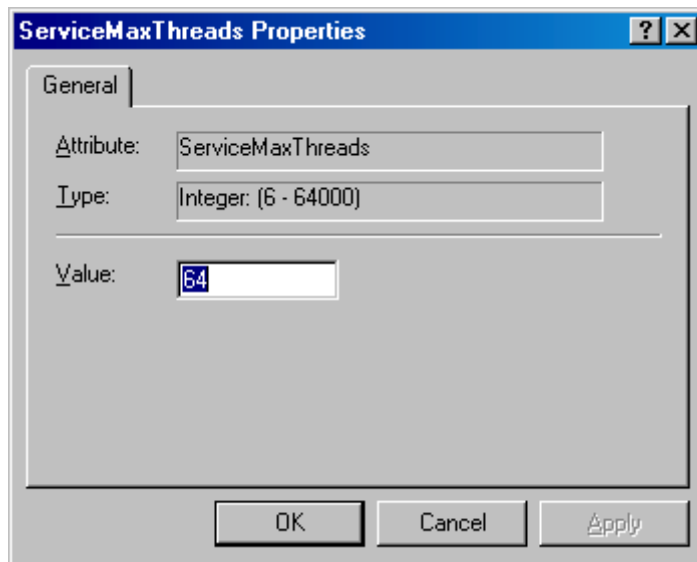 ServiceMaxThreads Properties
General
Attribute: ServiceMaxThreads
Type: Integer: (6 - 64000)
Value: 64
OK Cancel Apply